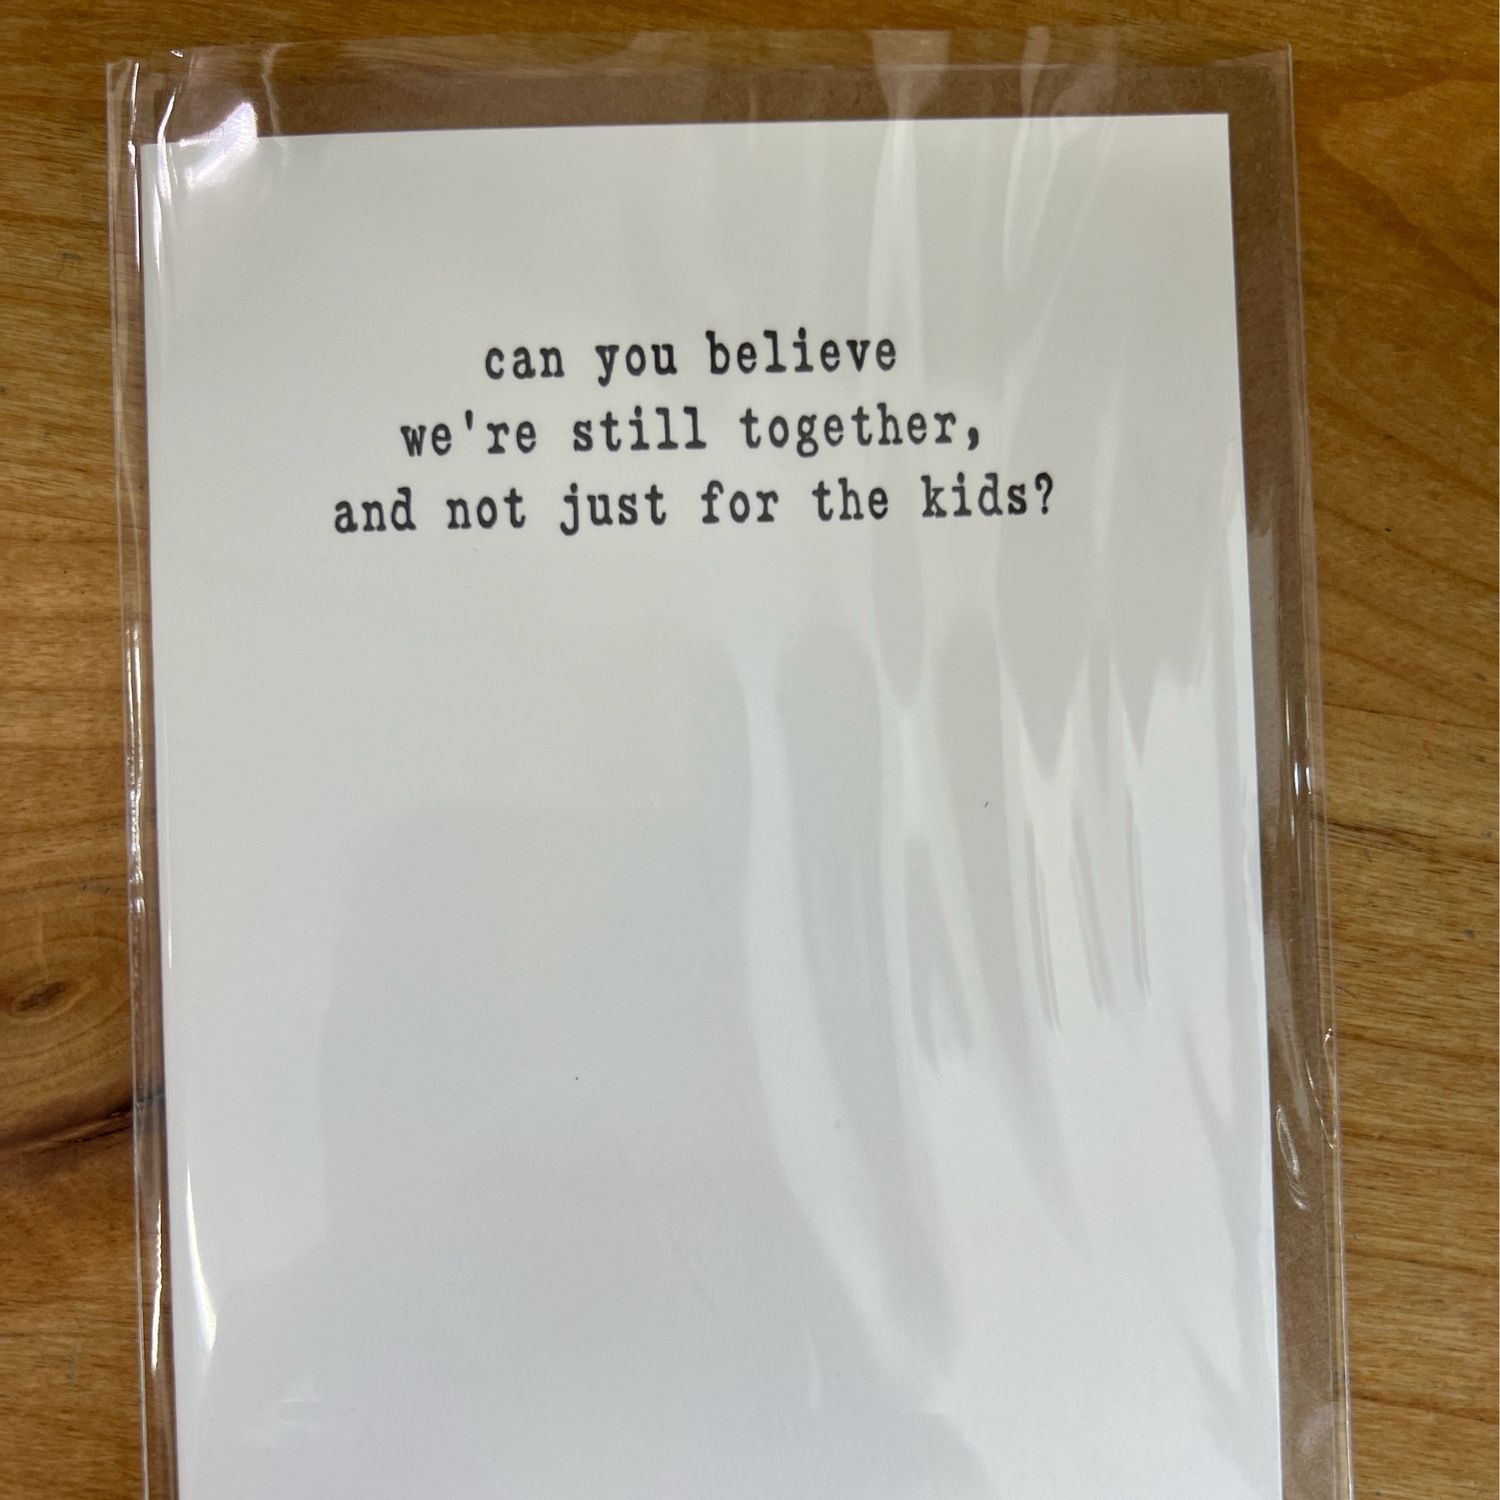 can you believe
we're still together,
and not just for the kids?